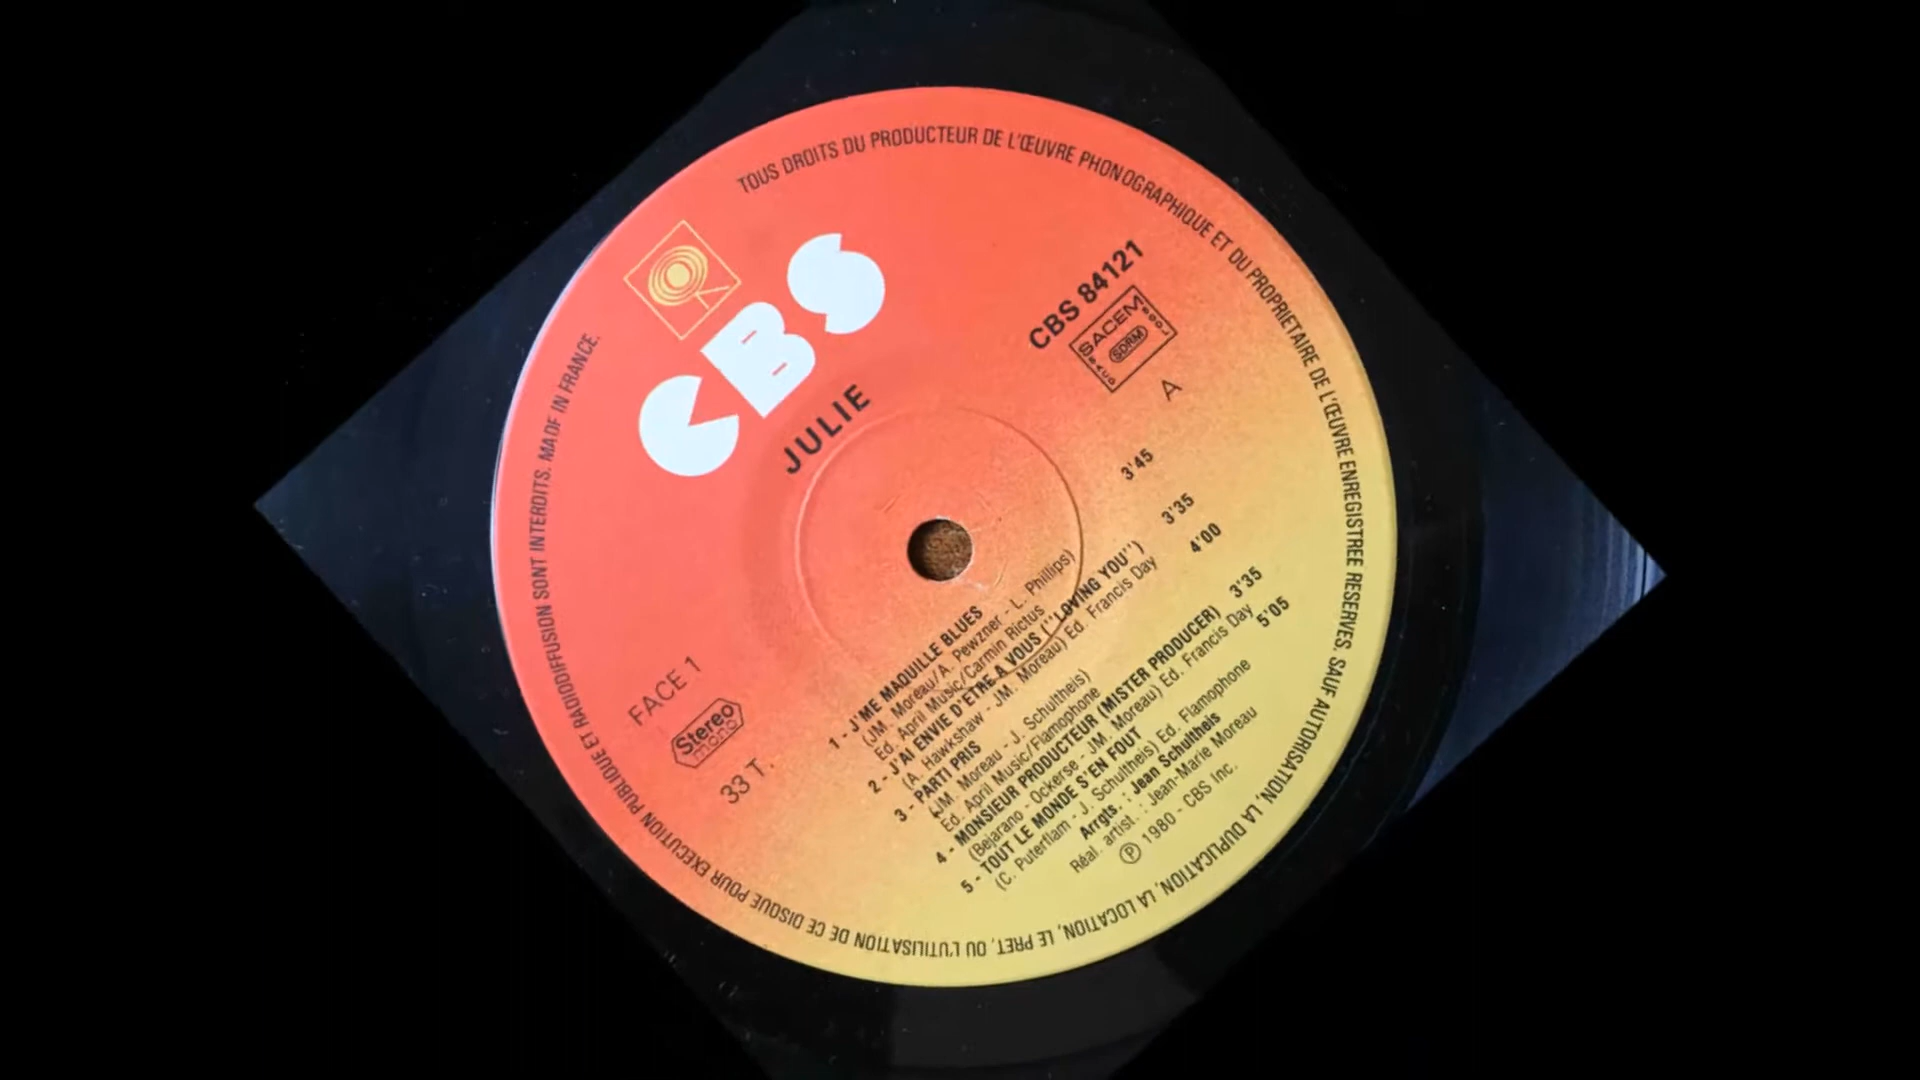 TOUS DROITS DU PRODUCTEUR DE L'ŒUVRE PHONOGRAPHIQUE ET DU PROPRIETAIRE DE L'ŒUVRE ENREGISTREE RESERVES. SAUF AUTORISATION, LA DUPLICATION, LA LOCATION, LE PRET, OU L'UTILISATION DE CE DISQUE POUR EXECUTION PUBLIQUE ET RADIODIFFUSION SONT INTERDITS. MADE IN FRANCE.
CBS
JULIE
CBS 84121
SACEM
SDRM
A
FACE 1
Stereo
mono
33 T.
1 - J'ME MAQUILLE BLUES 3'45
(JM. Moreau/A. Pewzner - L. Phillips)
Ed. April Music/Carmin Rictus
2 - J'AI ENVIE D'ETRE A VOUS ("LOVING YOU") 3'35
(A. Hawkshaw - JM. Moreau) Ed. Francis Day
3 - PARTI PRIS 4'00
(JM. Moreau - J. Schultheis)
Ed. April Music/Flamophone
4 - MONSIEUR PRODUCTEUR (MISTER PRODUCER) 3'35
(Bejarano - Ockerse - JM. Moreau) Ed. Francis Day
5 - TOUT LE MONDE S'EN FOUT 5'05
(C. Puterflam - J. Schultheis) Ed. Flamophone
Arrgts. : Jean Schultheis
Réal. artist. : Jean-Marie Moreau
Ⓟ 1980 - CBS Inc.